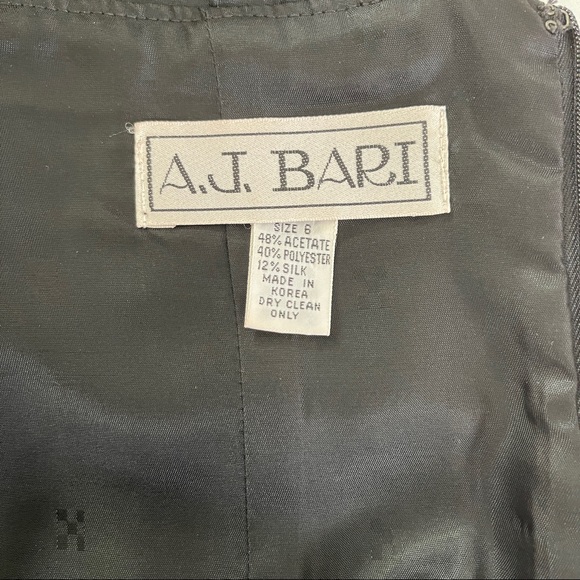 A.J. BARI
SIZE 6
48% ACETATE
40% POLYESTER
12% SILK
MADE IN
KOREA
DRY CLEAN
ONLY